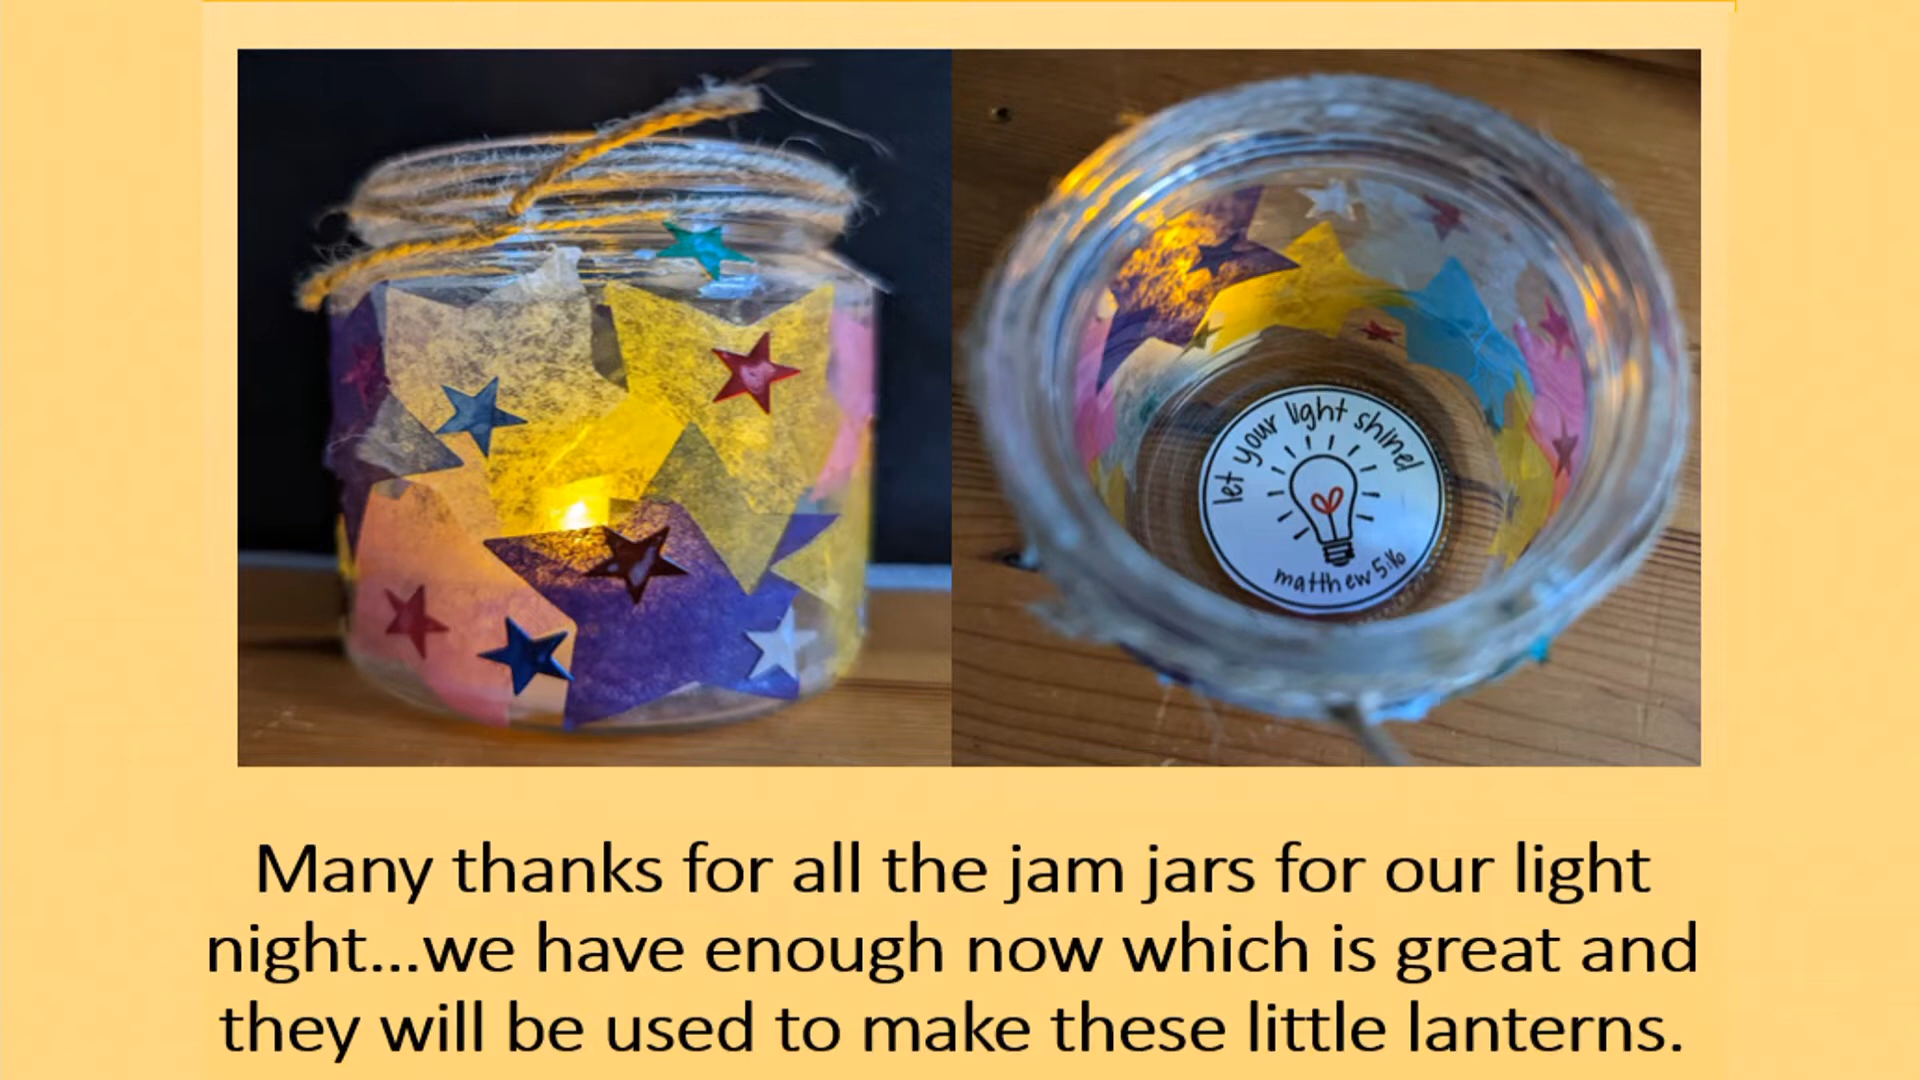 let your light shine!
matthew 5:16
Many thanks for all the jam jars for our light
night...we have enough now which is great and
they will be used to make these little lanterns.